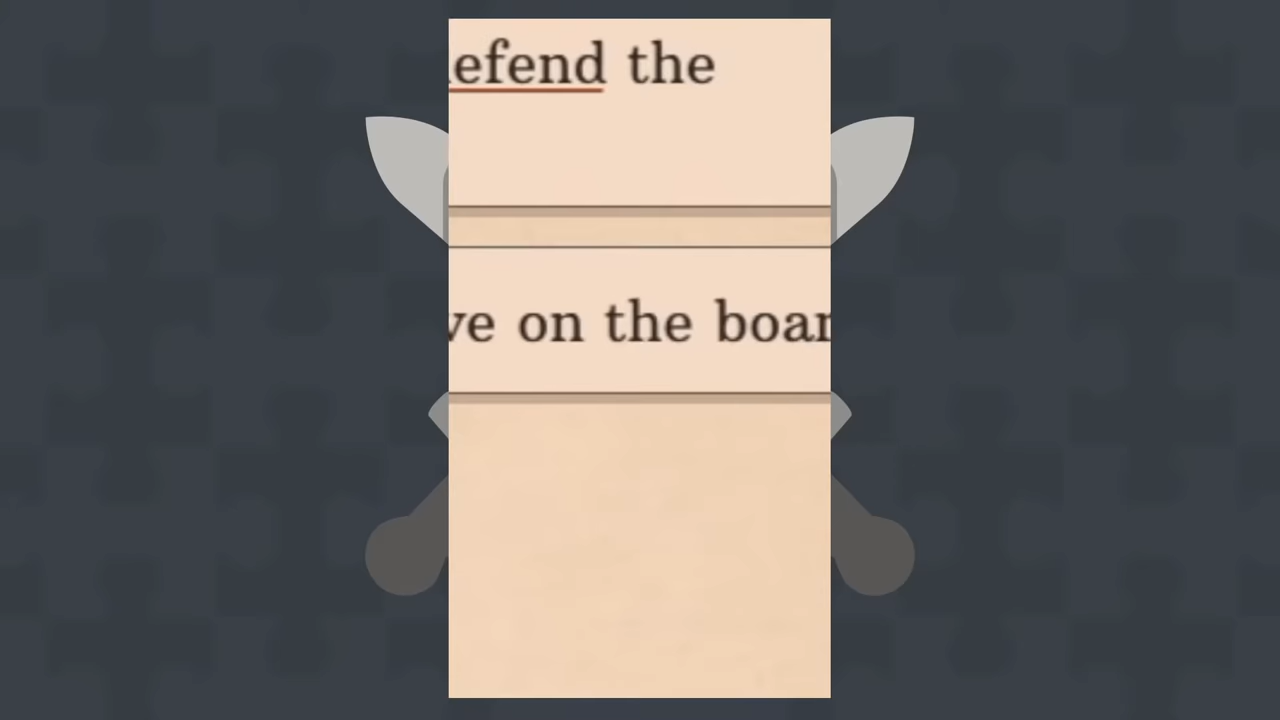 efend the
ve on the boar